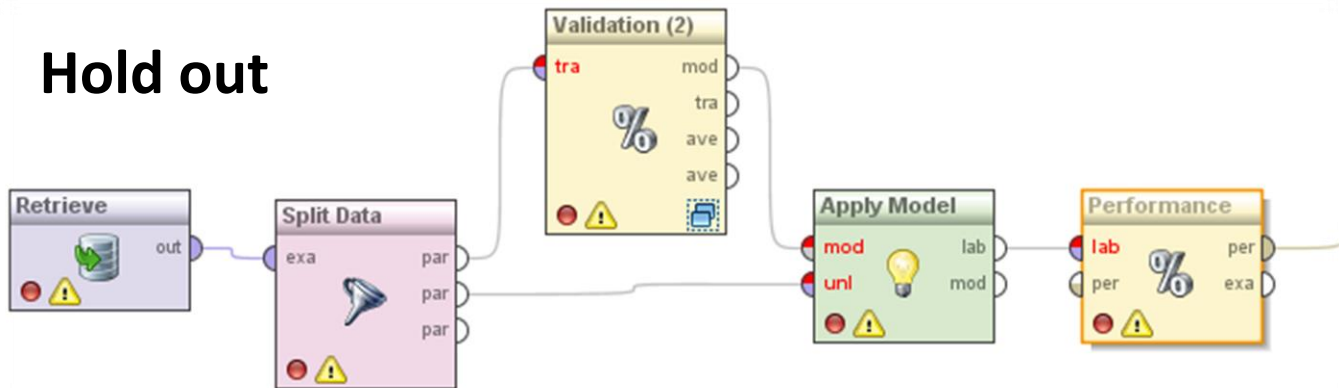 Hold out
Validation (2)
tra
mod
tra
ave
ave
Retrieve
out
Split Data
exa
par
par
par
Apply Model
mod
unl
lab
mod
Performance
lab
per
per
exa